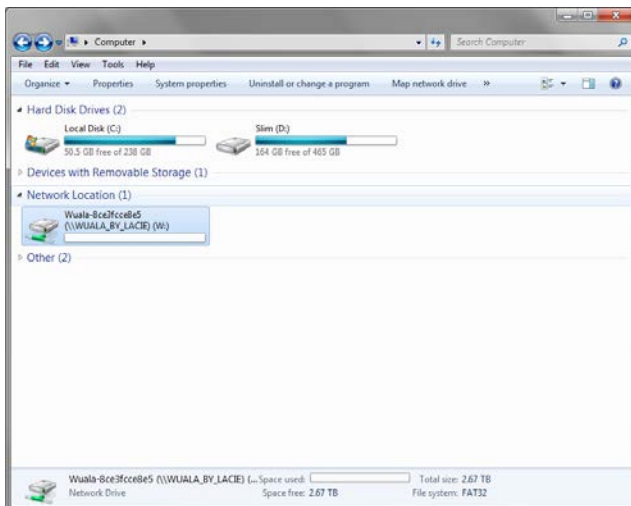 Computer
Search Computer
File Edit View Tools Help
Organize Properties System properties Uninstall or change a program Map network drive »
Hard Disk Drives (2)
Local Disk (C:)
50.5 GB free of 238 GB
Slim (D:)
164 GB free of 465 GB
Devices with Removable Storage (1)
Network Location (1)
Wuala-8ce3fcce8e5
(\\WUALA_BY_LACIE) (W:)
Other (2)
Wuala-8ce3fcce8e5 (\\WUALA_BY_LACIE) (... Space used: Total size: 2.67 TB
Network Drive Space free: 2.67 TB File system: FAT32